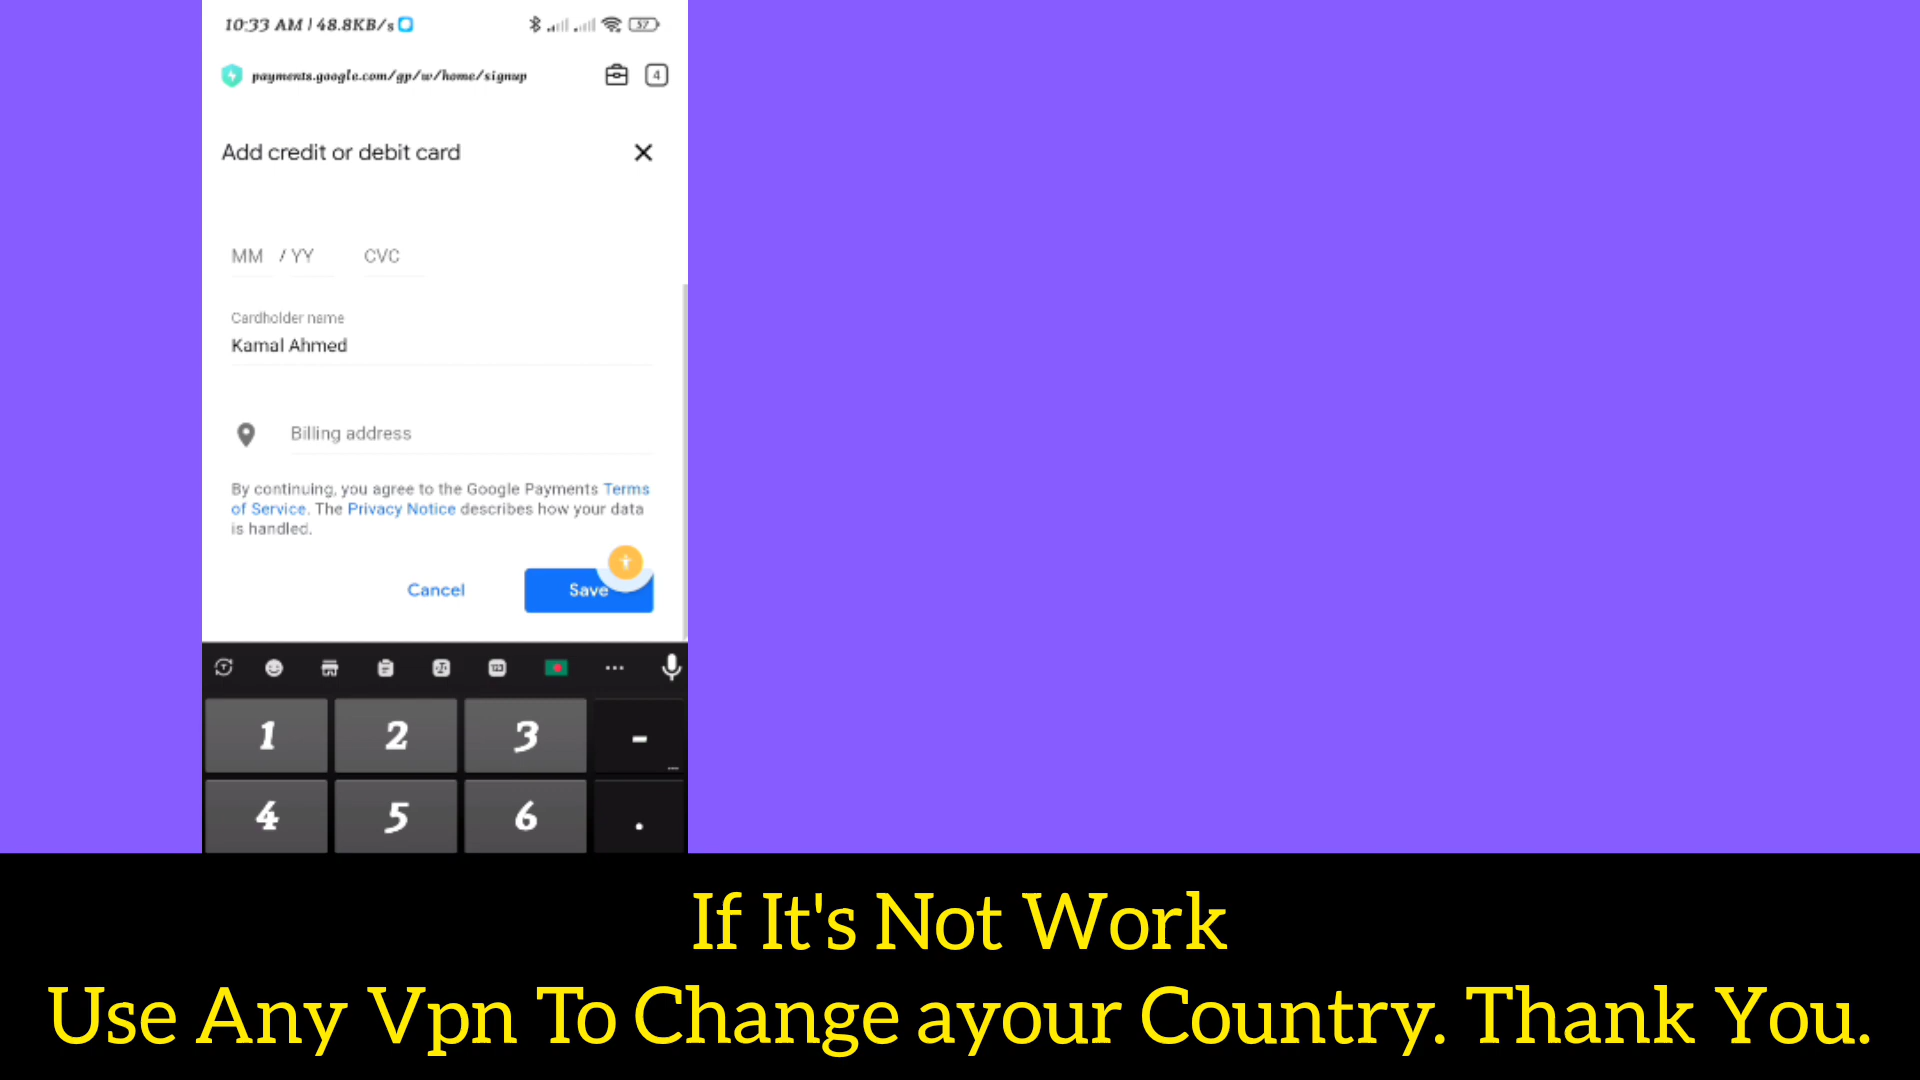 10:33 AM | 48.8KB/s
57
payments.google.com/gp/w/home/signup
4
Add credit or debit card
MM / YY CVC
Cardholder name
Kamal Ahmed
Billing address
By continuing, you agree to the Google Payments Terms
of Service. The Privacy Notice describes how your data
is handled.
Cancel Save
1 2 3 -
4 5 6 .
If It's Not Work
Use Any Vpn To Change ayour Country. Thank You.